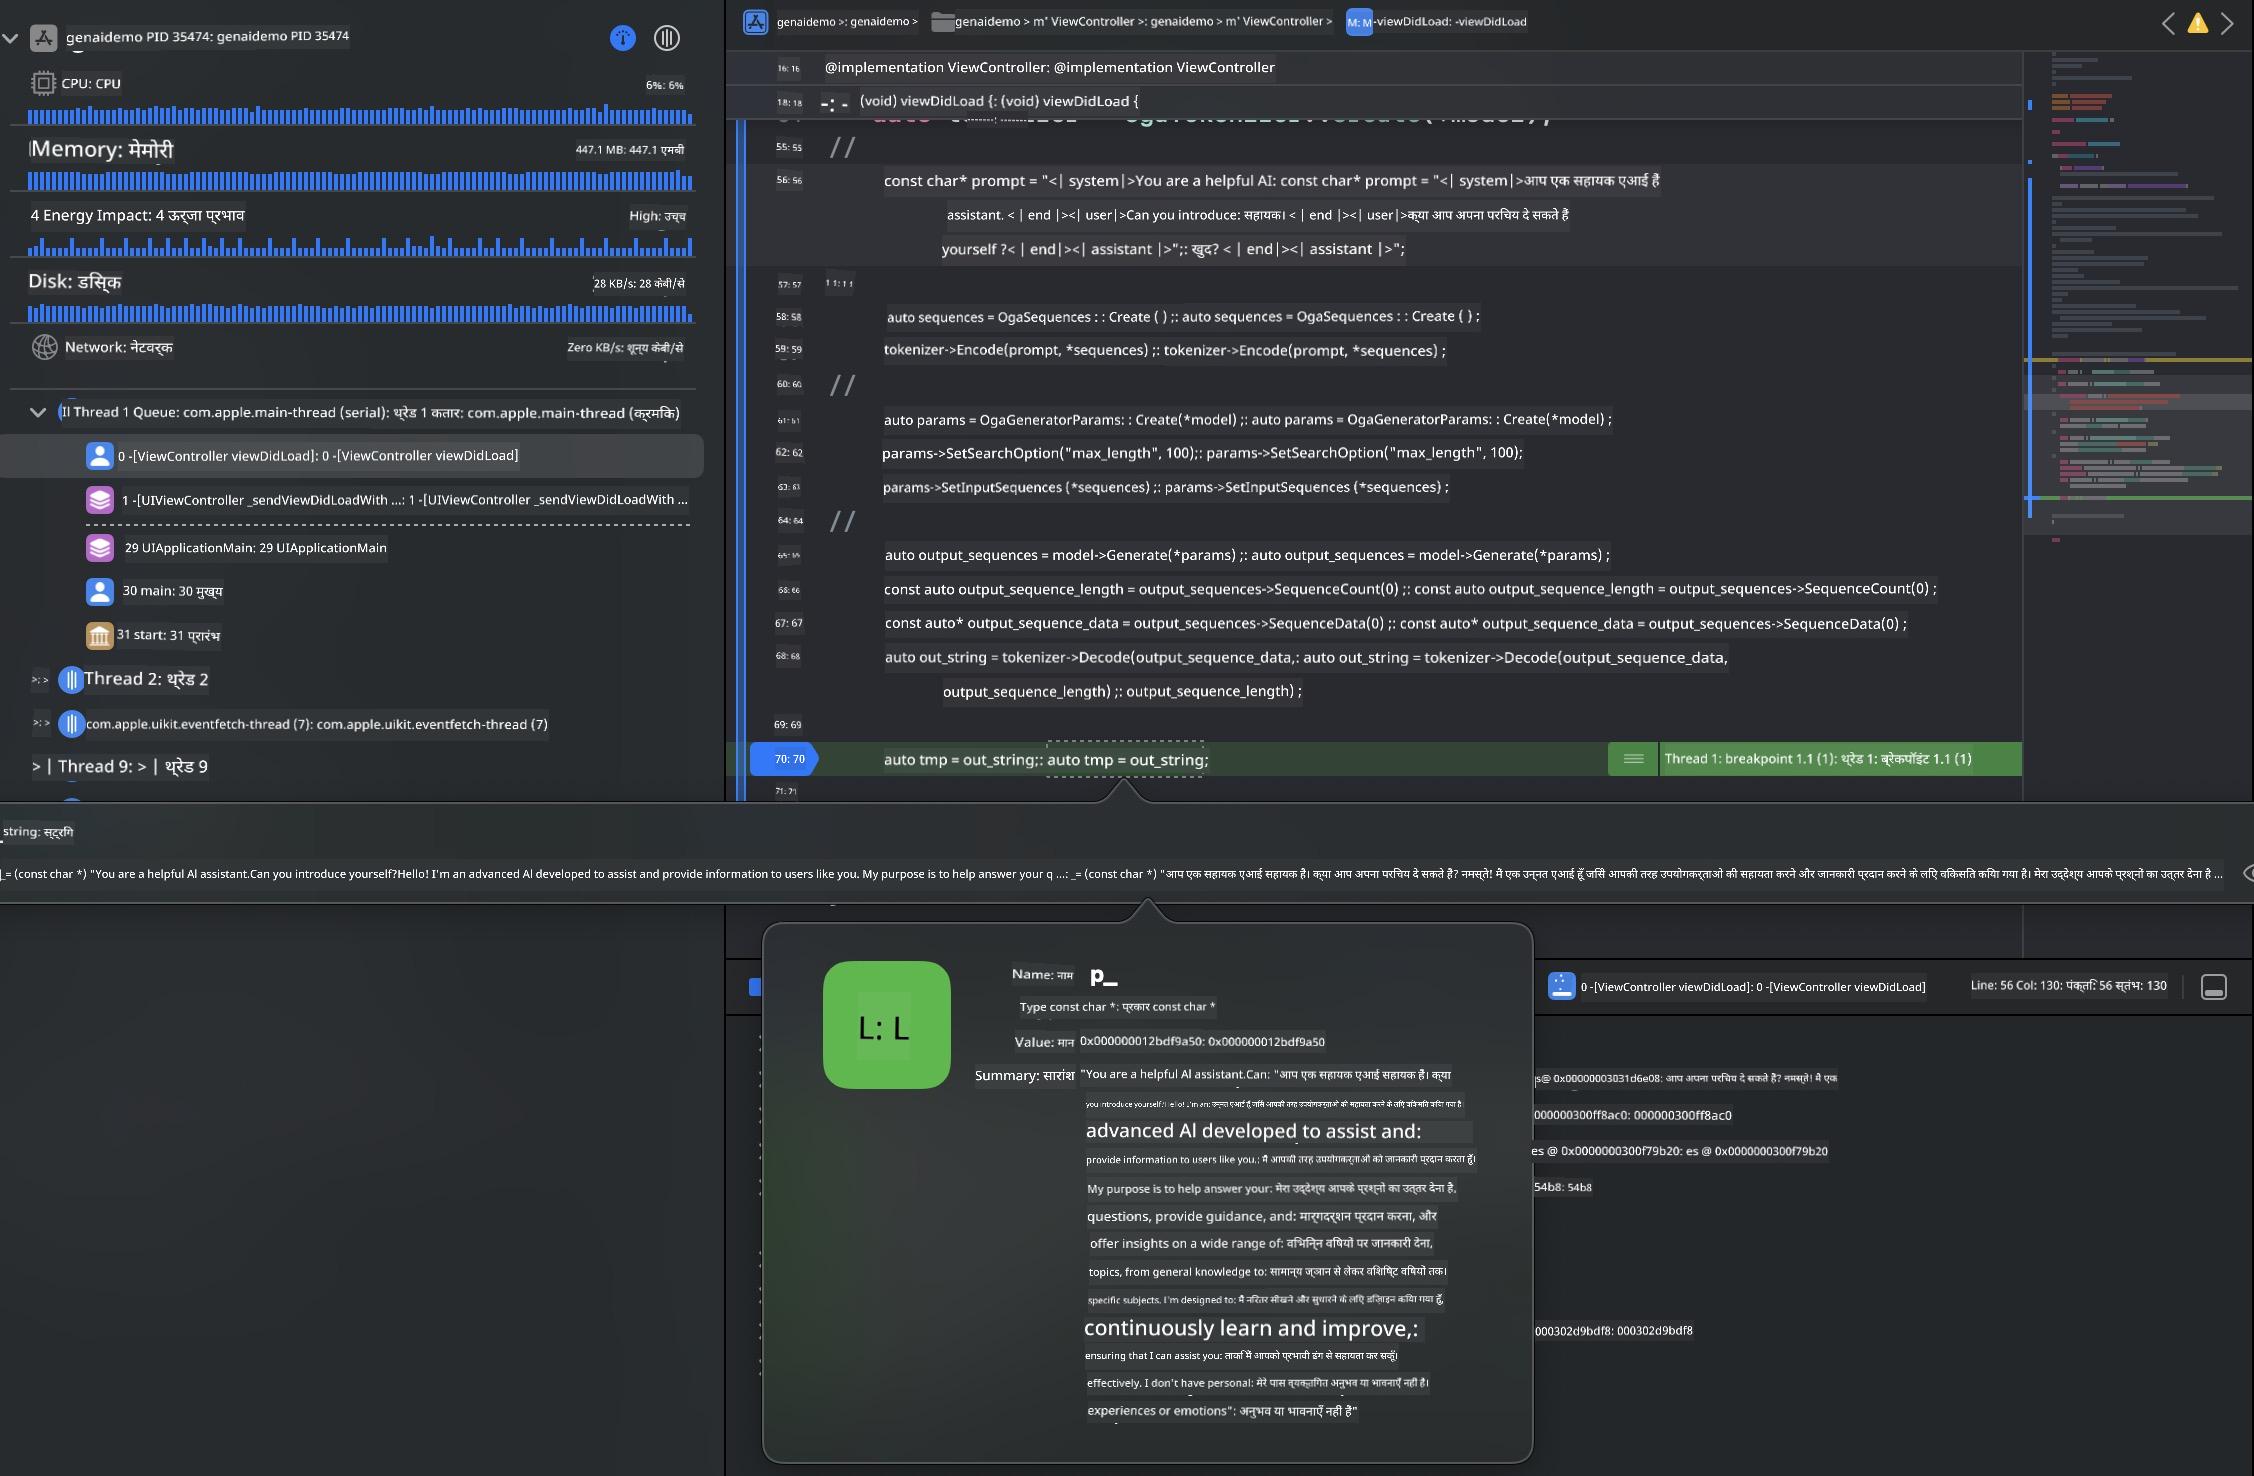 genaidemo PID 35474: genaidemo PID 35474
CPU: CPU
6%: 6%
Memory: मेमोरी
447.1 MB: 447.1 एमबी
4 Energy Impact: 4 ऊर्जा प्रभाव
High: उच्च
Disk: डिस्क
28 KB/s: 28 केबी/से
Network: नेटवर्क
Zero KB/s: शून्य केबी/से
Il Thread 1 Queue: com.apple.main-thread (serial): थ्रेड 1 कतार: com.apple.main-thread (क्रमिक)
0 -[ViewController viewDidLoad]: 0 -[ViewController viewDidLoad]
1 -[UIViewController _sendViewDidLoadWith ...: 1 -[UIViewController _sendViewDidLoadWith ...
29 UIApplicationMain: 29 UIApplicationMain
30 main: 30 मुख्य
31 start: 31 प्रारंभ
>: > Thread 2: थ्रेड 2
>: > com.apple.uikit.eventfetch-thread (7): com.apple.uikit.eventfetch-thread (7)
> | Thread 9: > | थ्रेड 9
genaidemo >: genaidemo > genaidemo > m' ViewController >: genaidemo > m' ViewController > M: M -viewDidLoad: -viewDidLoad
16: 16 @implementation ViewController: @implementation ViewController
18: 18 -: - (void) viewDidLoad {: (void) viewDidLoad {
55: 55 //
56: 56 const char* prompt = "<| system|>You are a helpful AI: const char* prompt = "<| system|>आप एक सहायक एआई हैं
assistant. < | end |><| user|>Can you introduce: सहायक। < | end |><| user|>क्या आप अपना परिचय दे सकते हैं
yourself ?< | end|><| assistant |>";: खुद? < | end|><| assistant |>";
57: 57
58: 58 auto sequences = OgaSequences : : Create ( ) ;: auto sequences = OgaSequences : : Create ( ) ;
59: 59 tokenizer->Encode(prompt, *sequences) ;: tokenizer->Encode(prompt, *sequences) ;
60: 60 //
61: 61 auto params = OgaGeneratorParams: : Create(*model) ;: auto params = OgaGeneratorParams: : Create(*model) ;
62: 62 params->SetSearchOption("max_length", 100);: params->SetSearchOption("max_length", 100);
63: 63 params->SetInputSequences (*sequences) ;: params->SetInputSequences (*sequences) ;
64: 64 //
65: 65 auto output_sequences = model->Generate(*params) ;: auto output_sequences = model->Generate(*params) ;
66: 66 const auto output_sequence_length = output_sequences->SequenceCount(0) ;: const auto output_sequence_length = output_sequences->SequenceCount(0) ;
67: 67 const auto* output_sequence_data = output_sequences->SequenceData(0) ;: const auto* output_sequence_data = output_sequences->SequenceData(0) ;
68: 68 auto out_string = tokenizer->Decode(output_sequence_data,: auto out_string = tokenizer->Decode(output_sequence_data,
output_sequence_length) ;: output_sequence_length) ;
69: 69
70: 70 auto tmp = out_string;: auto tmp = out_string; Thread 1: breakpoint 1.1 (1): थ्रेड 1: ब्रेकपॉइंट 1.1 (1)
71: 71
string: स्ट्रिंग
_= (const char *) "You are a helpful Al assistant.Can you introduce yourself?Hello! I'm an advanced Al developed to assist and provide information to users like you. My purpose is to help answer your q ...: _= (const char *) "आप एक सहायक एआई सहायक हैं। क्या आप अपना परिचय दे सकते हैं? नमस्ते! मैं एक उन्नत एआई हूँ जिसे आपकी तरह उपयोगकर्ताओं की सहायता करने और जानकारी प्रदान करने के लिए विकसित किया गया है। मेरा उद्देश्य आपके प्रश्नों का उत्तर देना है ...
L: L
Name: नाम p_
Type const char *: प्रकार const char *
Value: मान 0x000000012bdf9a50: 0x000000012bdf9a50
Summary: सारांश "You are a helpful Al assistant.Can: "आप एक सहायक एआई सहायक हैं। क्या
you introduce yourself?Hello! I'm an: उन्नत एआई हूँ जिसे आपकी तरह उपयोगकर्ताओं की सहायता करने के लिए विकसित किया गया है।
advanced Al developed to assist and:
provide information to users like you.: मैं आपकी तरह उपयोगकर्ताओं को जानकारी प्रदान करता हूँ।
My purpose is to help answer your: मेरा उद्देश्य आपके प्रश्नों का उत्तर देना है,
questions, provide guidance, and: मार्गदर्शन प्रदान करना, और
offer insights on a wide range of: विभिन्न विषयों पर जानकारी देना,
topics, from general knowledge to: सामान्य ज्ञान से लेकर विशिष्ट विषयों तक।
specific subjects. I'm designed to: मैं निरंतर सीखने और सुधारने के लिए डिज़ाइन किया गया हूँ,
continuously learn and improve,:
ensuring that I can assist you: ताकि मैं आपको प्रभावी ढंग से सहायता कर सकूँ।
effectively. I don't have personal: मेरे पास व्यक्तिगत अनुभव या भावनाएँ नहीं हैं।
experiences or emotions": अनुभव या भावनाएँ नहीं हैं"
0 -[ViewController viewDidLoad]: 0 -[ViewController viewDidLoad]
Line: 56 Col: 130: पंक्ति: 56 स्तंभ: 130
s@ 0x00000003031d6e08: आप अपना परिचय दे सकते हैं? नमस्ते! मैं एक
000000300ff8ac0: 000000300ff8ac0
es @ 0x0000000300f79b20: es @ 0x0000000300f79b20
54b8: 54b8
000302d9bdf8: 000302d9bdf8